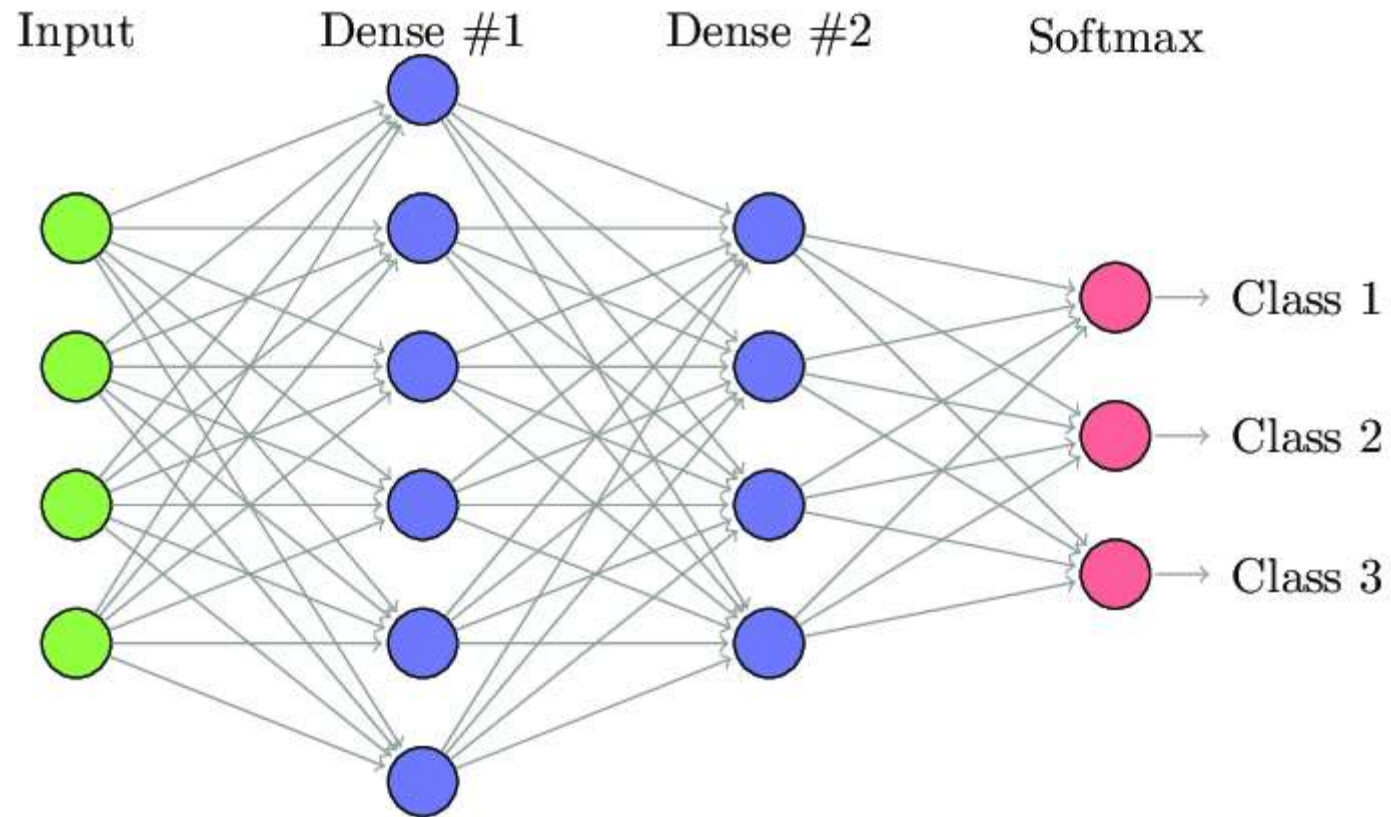 Input
Dense #1
Dense #2
Softmax
Class 1
Class 2
Class 3